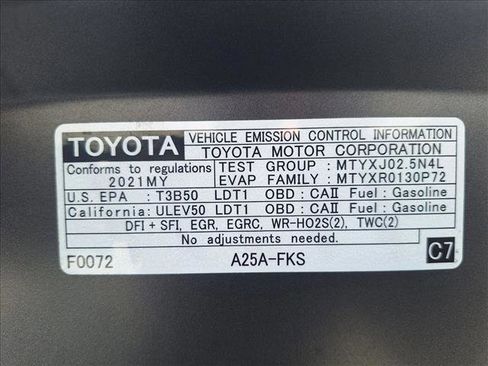 TOYOTA VEHICLE EMISSION CONTROL INFORMATION
TOYOTA MOTOR CORPORATION
Conforms to regulations TEST GROUP : MTYXJ02.5N4L
2021MY EVAP FAMILY : MTYXR0130P72
U.S. EPA : T3B50 LDT1 OBD : CAII Fuel : Gasoline
California: ULEV50 LDT1 OBD : CAII Fuel : Gasoline
DFI + SFI, EGR, EGRC, WR-HO2S(2), TWC(2)
No adjustments needed.
F0072 A25A-FKS C7